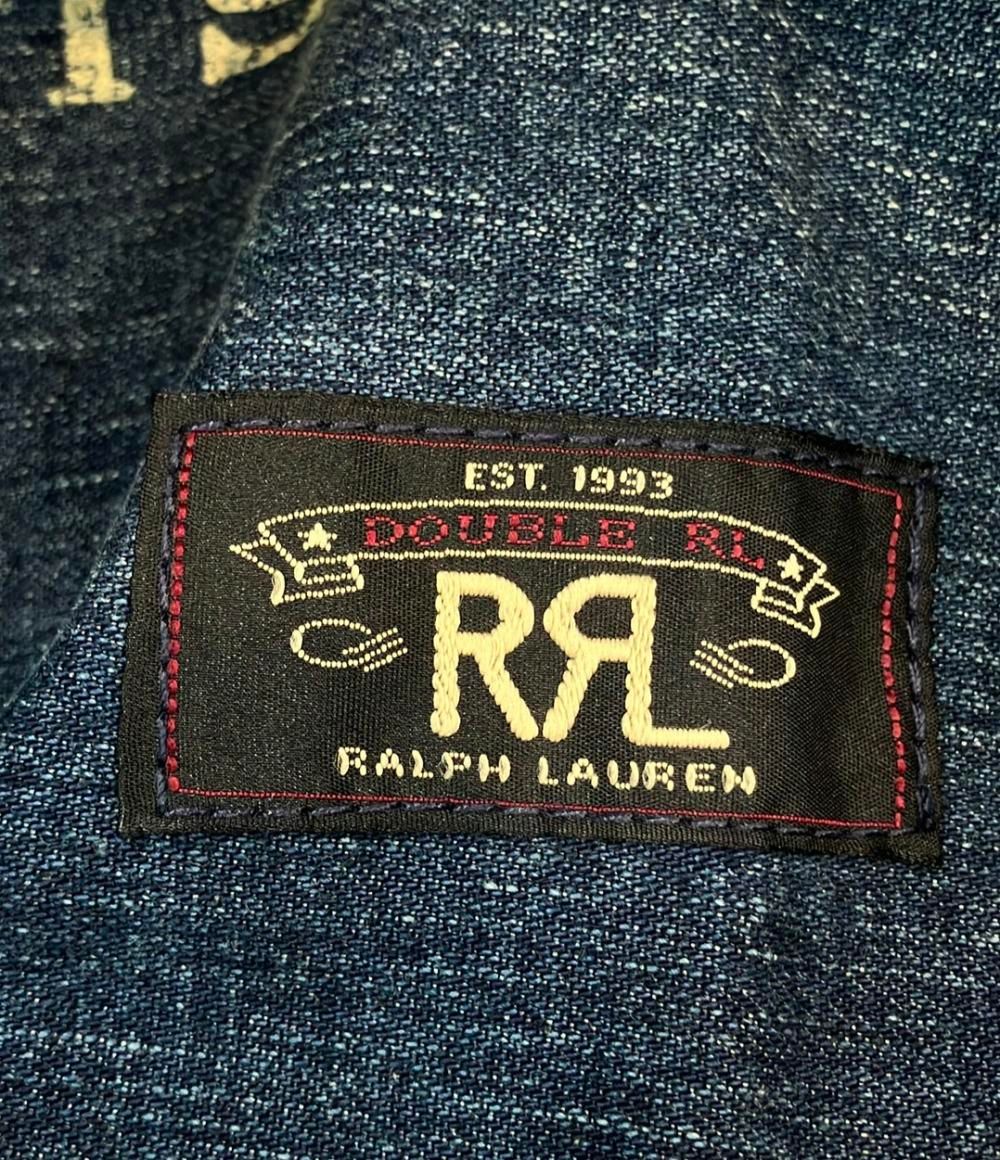 EST. 1993
DOUBLE RL
RRL
RALPH LAUREN